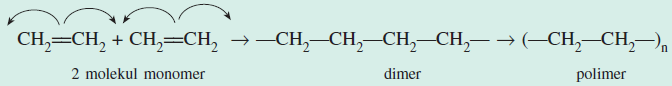 CH₂=CH₂ + CH₂=CH₂ → —CH₂—CH₂—CH₂—CH₂— → (—CH₂—CH₂—)ₙ
2 molekul monomer dimer polimer